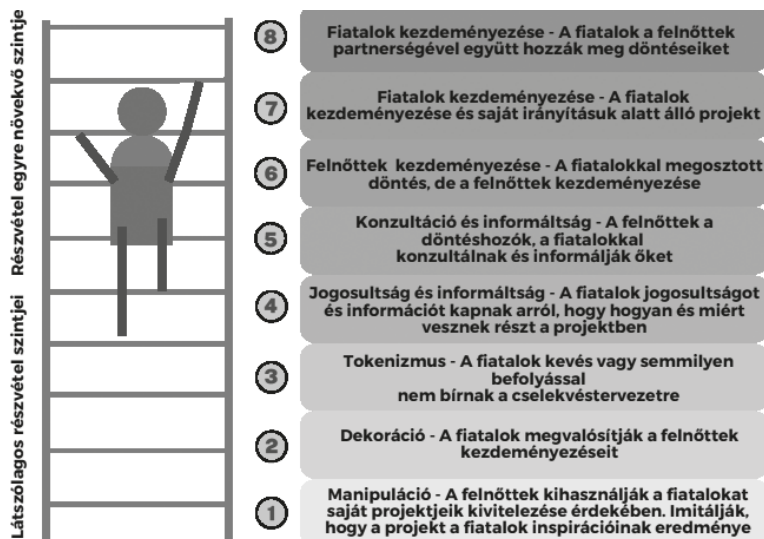 Részvétel egyre növekvő szintje
Látszólagos részvétel szintjei
8
Fiatalok kezdeményezése - A fiatalok a felnőttek
partnerségével együtt hozzák meg döntéseiket
7
Fiatalok kezdeményezése - A fiatalok
kezdeményezése és saját irányításuk alatt álló projekt
6
Felnőttek kezdeményezése - A fiatalokkal megosztott
döntés, de a felnőttek kezdeményezése
5
Konzultáció és informáltság - A felnőttek a
döntéshozók, a fiatalokkal
konzultálnak és informálják őket
4
Jogosultság és informáltság - A fiatalok jogosultságot
és információt kapnak arról, hogy hogyan és miért
vesznek részt a projektben
3
Tokenizmus - A fiatalok kevés vagy semmilyen
befolyással
nem bírnak a cselekvéstervezetre
2
Dekoráció - A fiatalok megvalósítják a felnőttek
kezdeményezéseit
1
Manipuláció - A felnőttek kihasználják a fiatalokat
saját projektjeik kivitelezése érdekében. Imitálják,
hogy a projekt a fiatalok inspirációinak eredménye